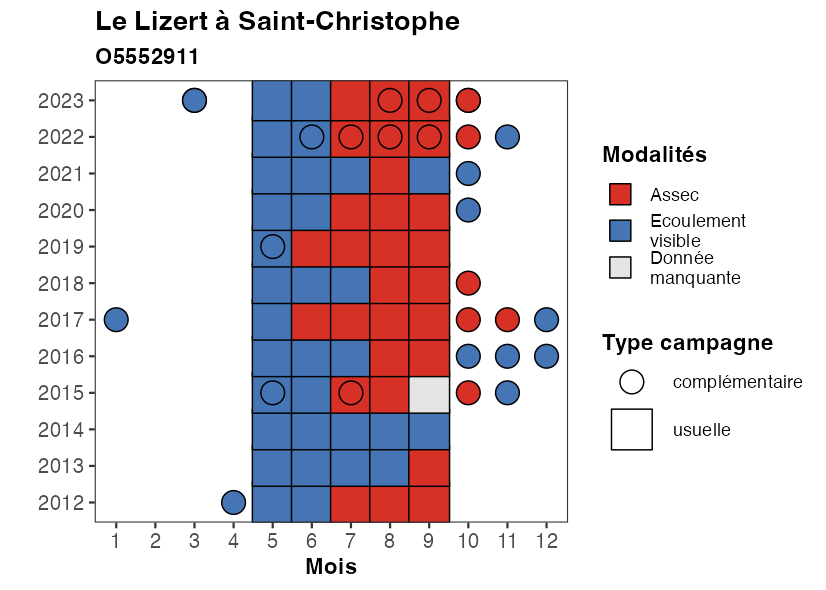 Le Lizert à Saint-Christophe
O5552911
2023
2022
2021
2020
2019
2018
2017
2016
2015
2014
2013
2012
1 2 3 4 5 6 7 8 9 10 11 12
Mois
Modalités
Assec
Ecoulement
visible
Donnée
manquante
Type campagne
complémentaire
usuelle